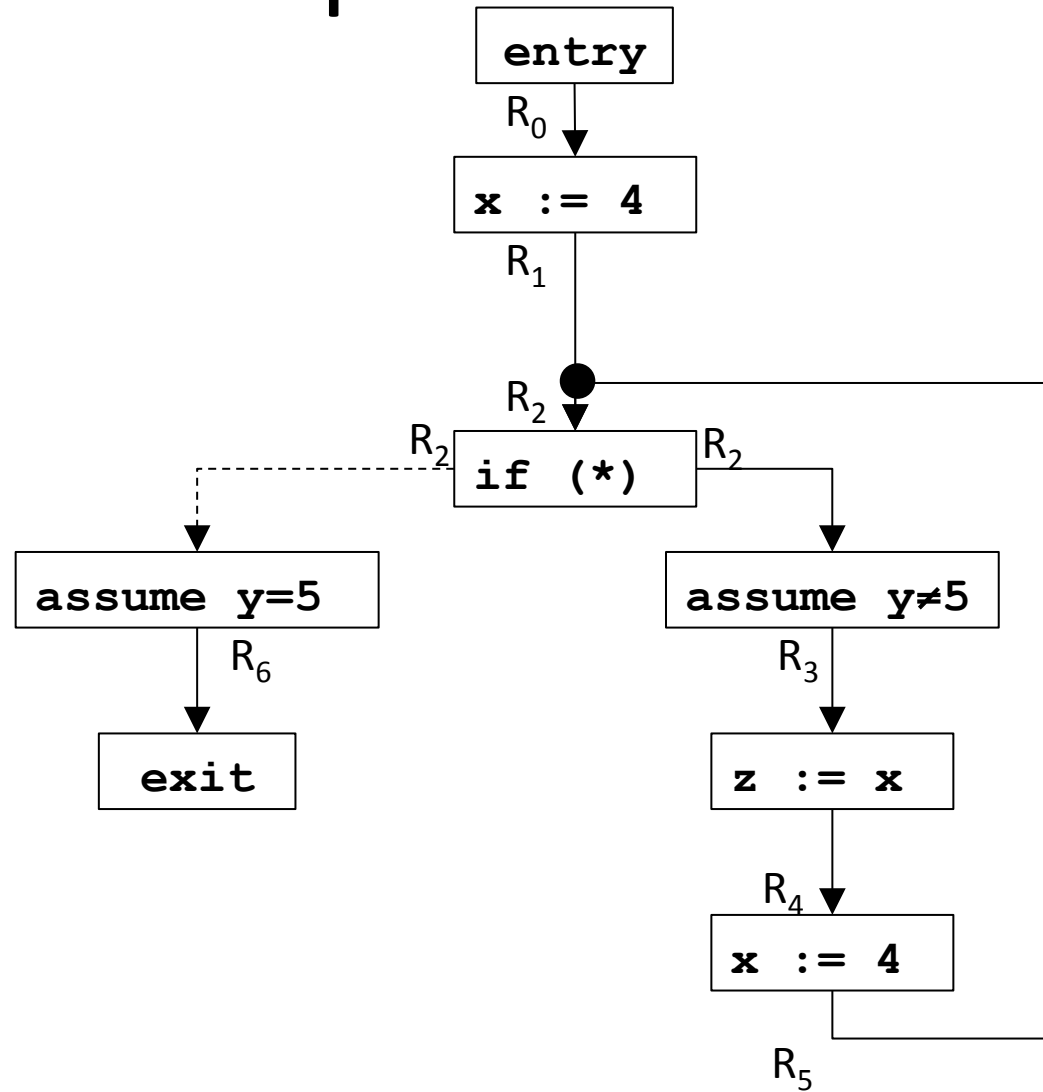 entry
R₀
x := 4
R₁
R₂
R₂
if (*)
R₂
assume y=5
assume y≠5
R₆
R₃
exit
z := x
R₄
x := 4
R₅